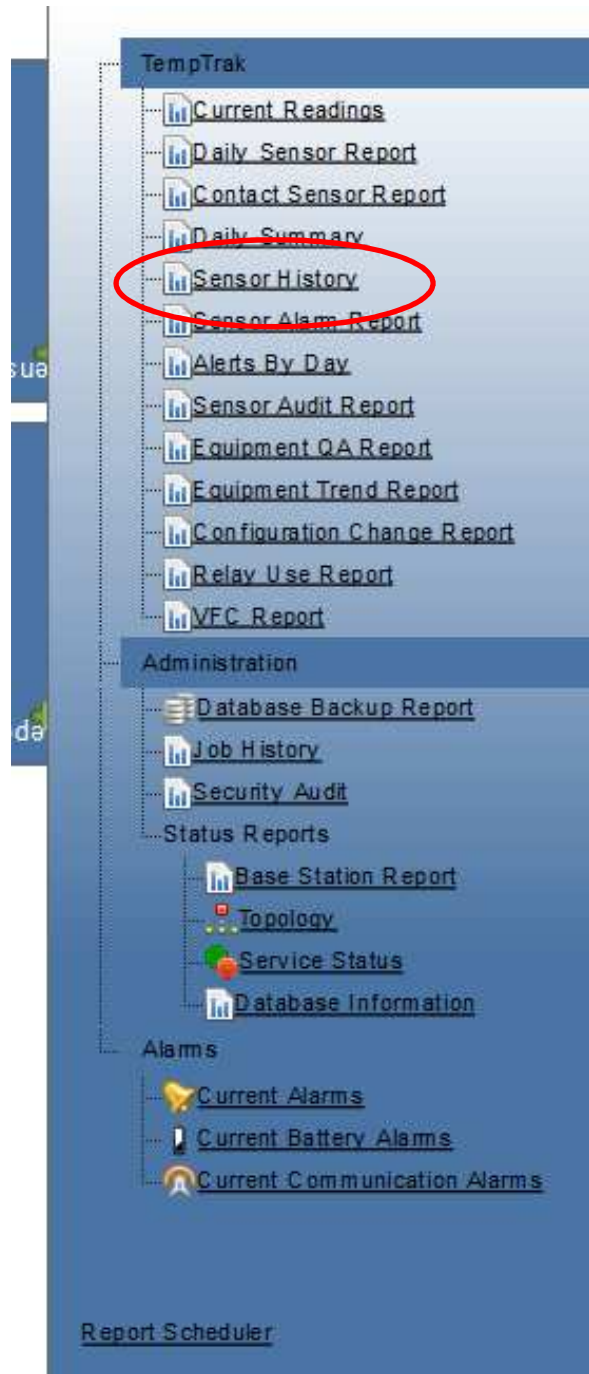 TempTrak
Current Readings
Daily Sensor Report
Contact Sensor Report
Daily Summary
Sensor History
Sensor Alarm Report
Alerts By Day
Sensor Audit Report
Equipment QA Report
Equipment Trend Report
Configuration Change Report
Relay Use Report
VFC Report
Administration
Database Backup Report
Job History
Security Audit
Status Reports
Base Station Report
Topology
Service Status
Database Information
Alarms
Current Alarms
Current Battery Alarms
Current Communication Alarms
Report Scheduler